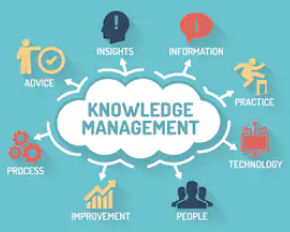 INSIGHTS
INFORMATION
ADVICE
PRACTICE
KNOWLEDGE
MANAGEMENT
PROCESS
TECHNOLOGY
IMPROVEMENT
PEOPLE